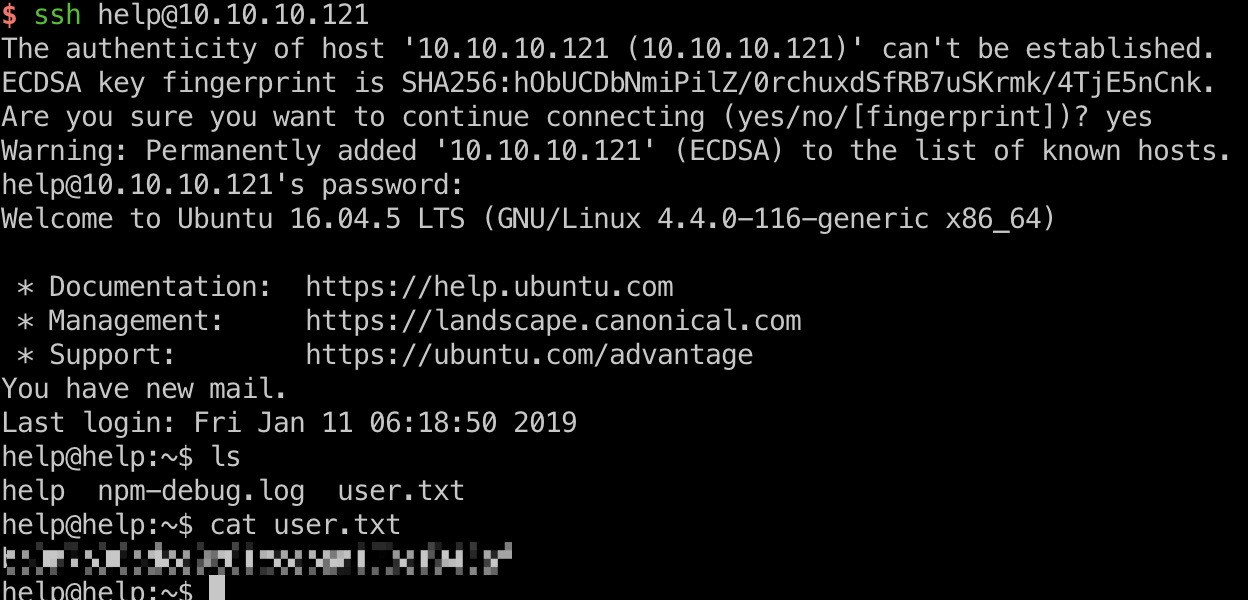 $ ssh help@10.10.10.121
The authenticity of host '10.10.10.121 (10.10.10.121)' can't be established.
ECDSA key fingerprint is SHA256:hObUCDbNmiPilZ/0rchuxdSfRB7uSKrmk/4TjE5nCnk.
Are you sure you want to continue connecting (yes/no/[fingerprint])? yes
Warning: Permanently added '10.10.10.121' (ECDSA) to the list of known hosts.
help@10.10.10.121's password:
Welcome to Ubuntu 16.04.5 LTS (GNU/Linux 4.4.0-116-generic x86_64)
* Documentation:  https://help.ubuntu.com
* Management:     https://landscape.canonical.com
* Support:        https://ubuntu.com/advantage
You have new mail.
Last login: Fri Jan 11 06:18:50 2019
help@help:~$ ls
help  npm-debug.log  user.txt
help@help:~$ cat user.txt
help@help:~$